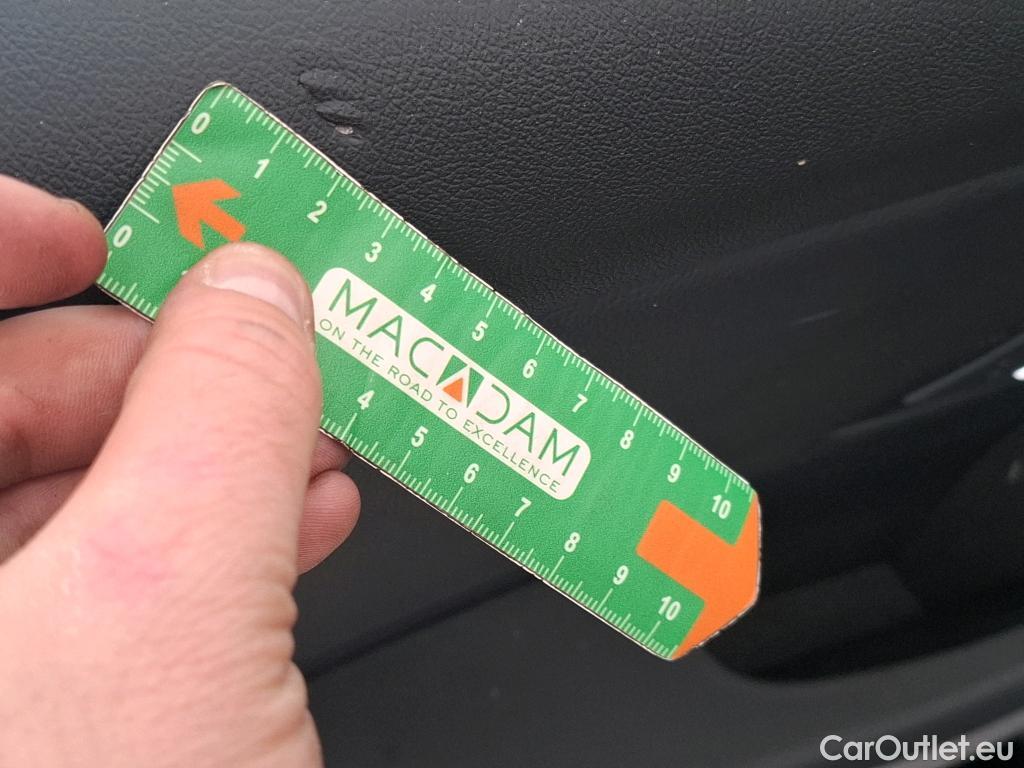 0 1 2 3 4 5 6 7 8 9 10
MACADAM
ON THE ROAD TO EXCELLENCE
0 4 5 6 7 8 9 10
CarOutlet.eu